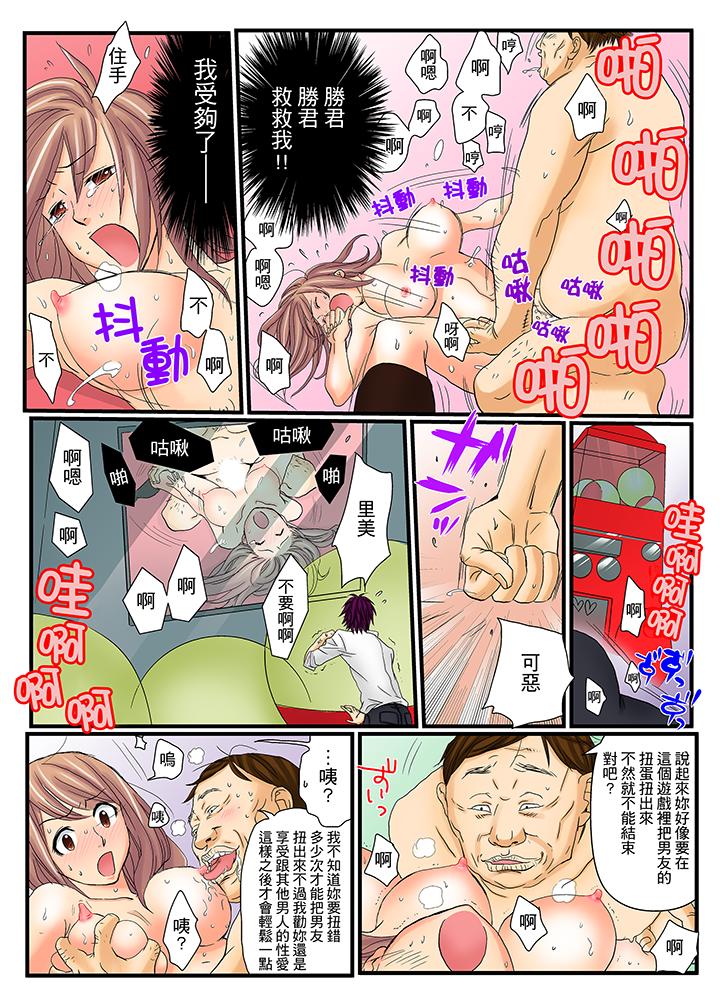 啪
啪
啪
啪
啪
哼
啊
啊
啊嗯
不
哼
啊
哼
啊
勝君
勝君
救救我!!
抖動
抖動
抖動
咕啾
咕啾
咕啾
啊
啊
啊嗯
呀啊
住手
我受夠了——
抖動
不
不
啊
哇啊啊
啊
啊
啊
可惡
里美
咕啾
咕啾
啪
啪
啊嗯
啊
啊
啊
不要啊啊
哇啊啊啊
說起來妳好像要在
這個遊戲裡把男友的
扭蛋扭出來
不然就不能結束
對吧?
啊
啊
啊
…咦?
嗚
咦
咦?
我不知道妳要扭錯
多少次才能把男友
扭出來不過我勸妳還是
享受跟其他男人的性愛
這樣之後才會輕鬆一點